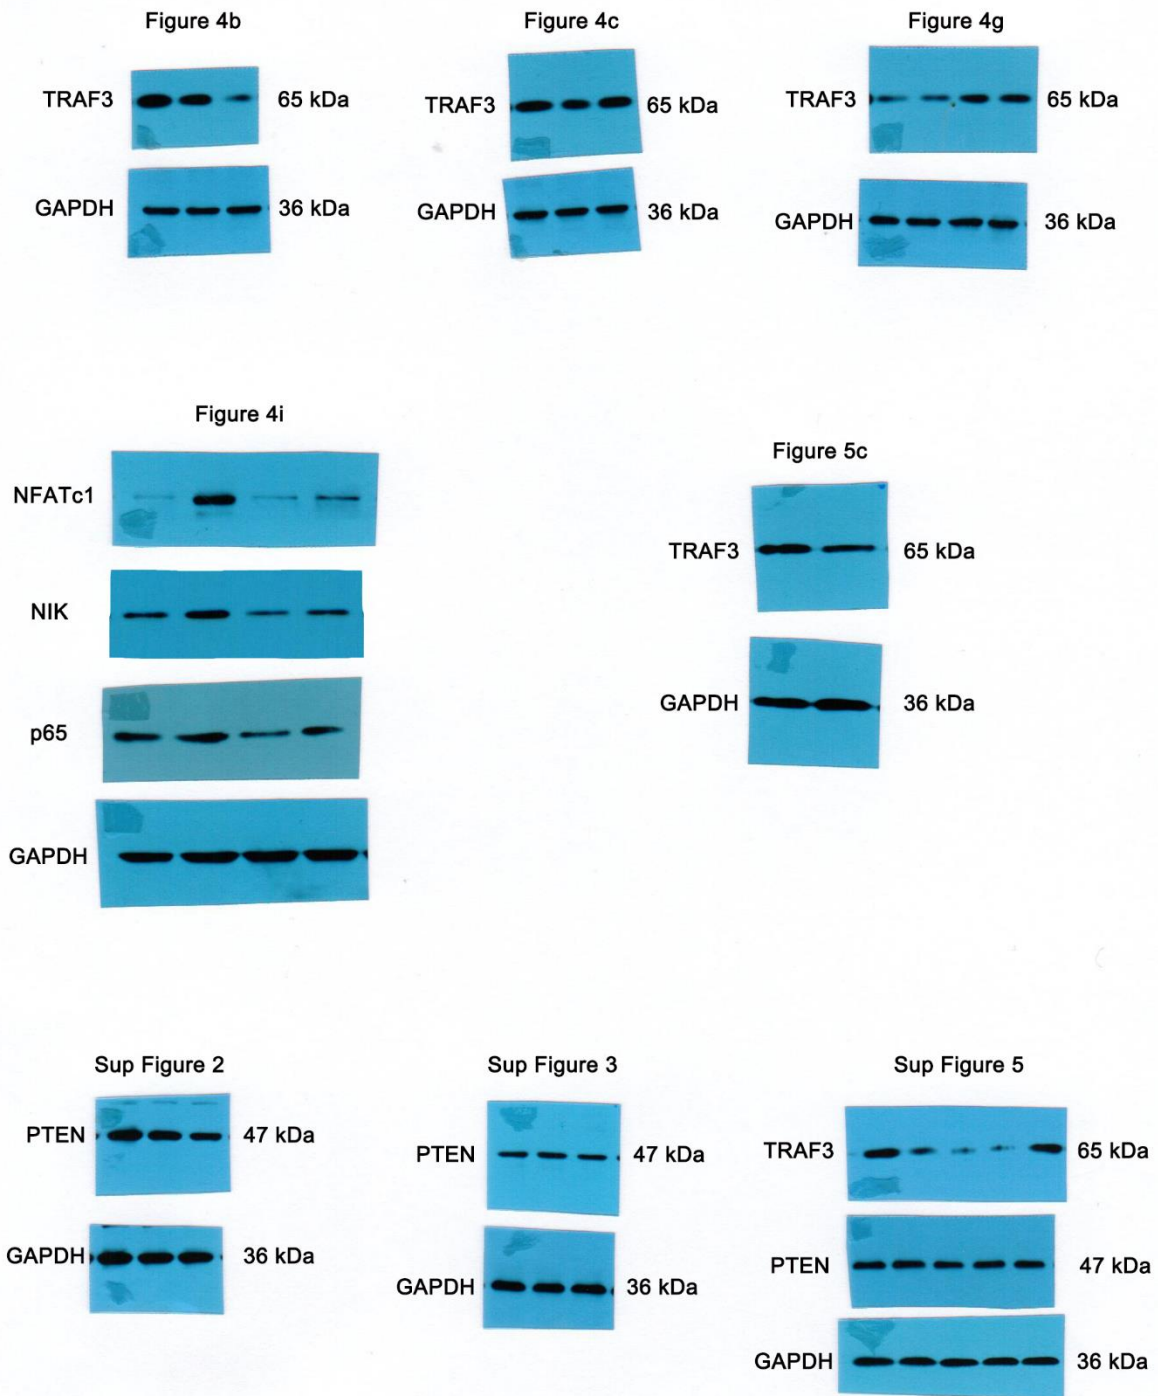 Figure 4b
TRAF3 65 kDa
GAPDH 36 kDa
Figure 4c
TRAF3 65 kDa
GAPDH 36 kDa
Figure 4g
TRAF3 65 kDa
GAPDH 36 kDa
Figure 4i
NFATc1
NIK
p65
GAPDH
Figure 5c
TRAF3 65 kDa
GAPDH 36 kDa
Sup Figure 2
PTEN 47 kDa
GAPDH 36 kDa
Sup Figure 3
PTEN 47 kDa
GAPDH 36 kDa
Sup Figure 5
TRAF3 65 kDa
PTEN 47 kDa
GAPDH 36 kDa